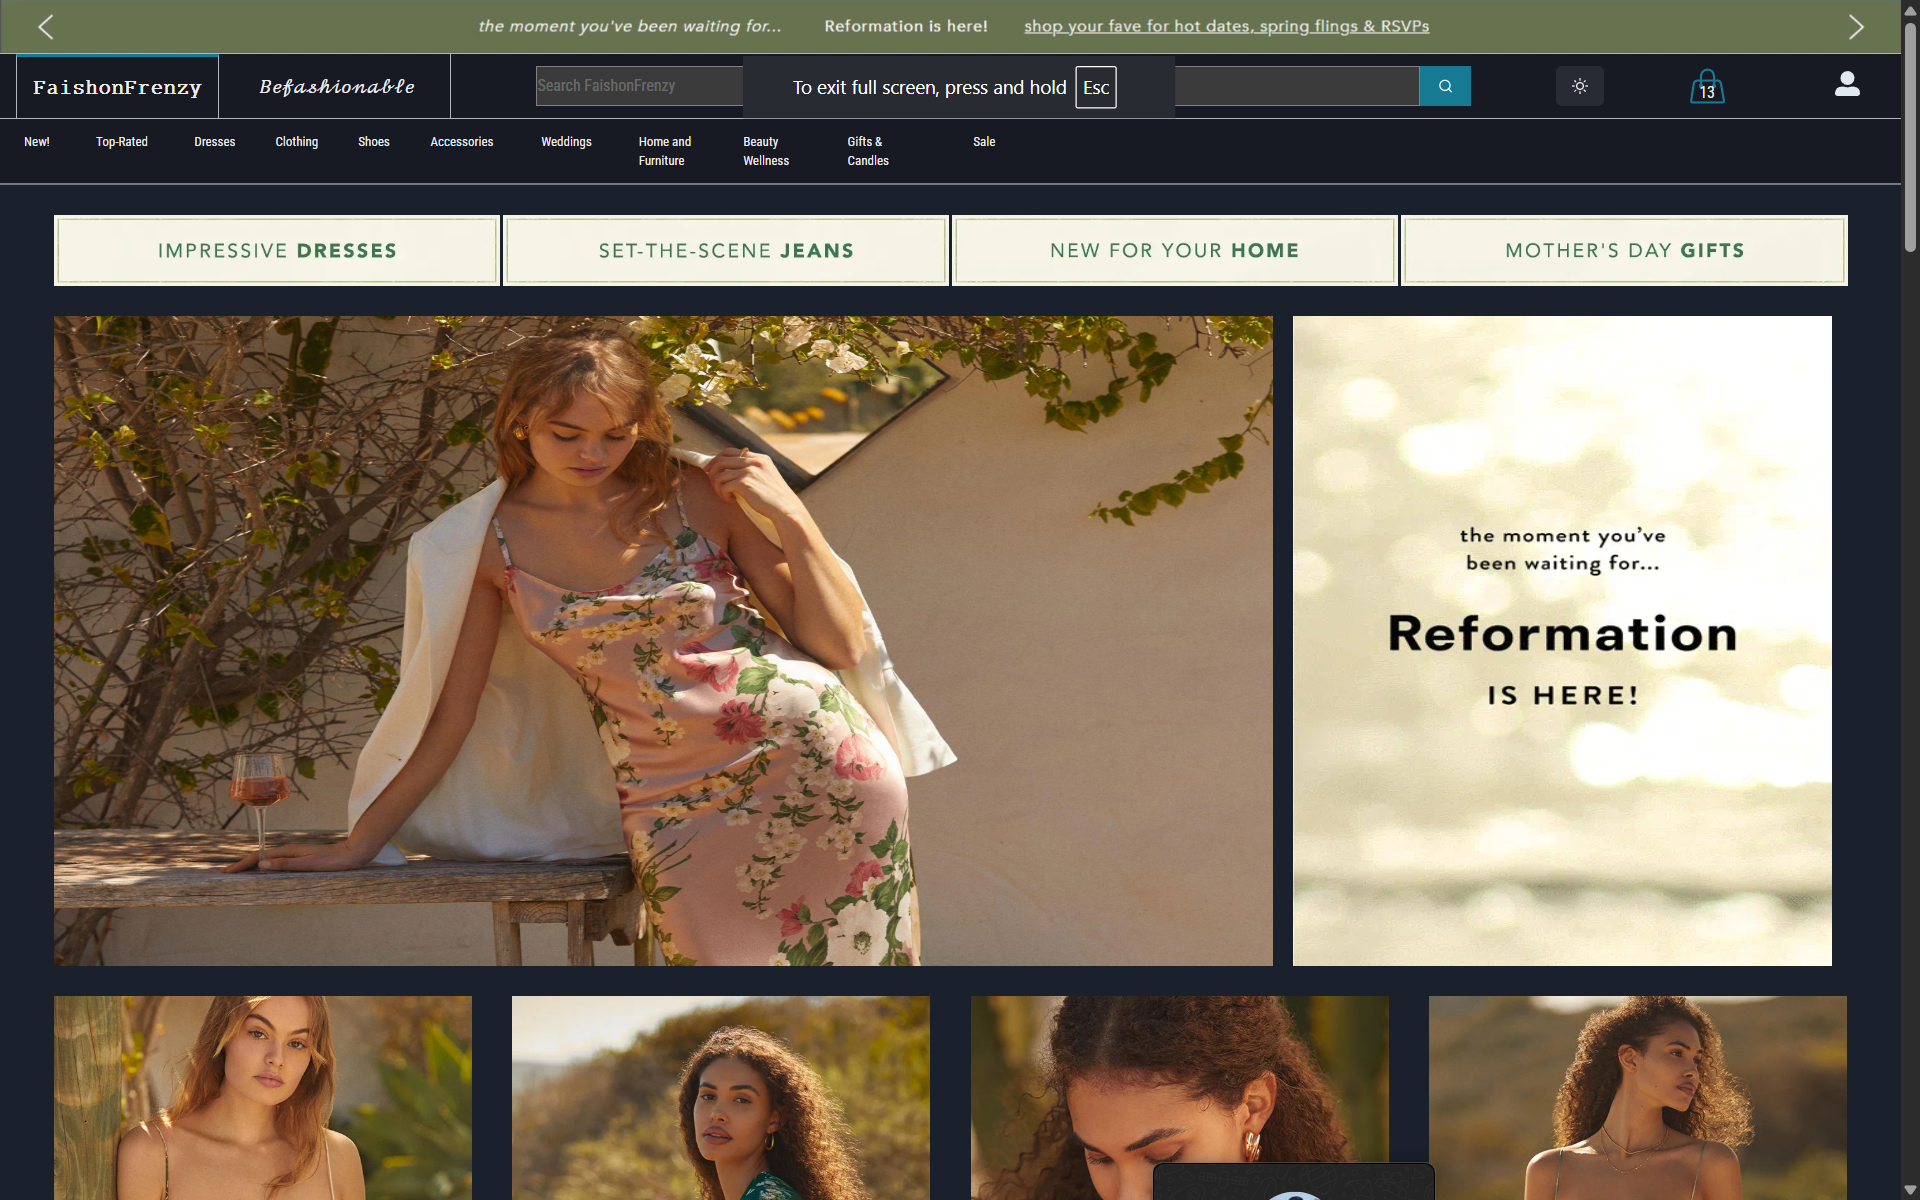 the moment you've been waiting for... Reformation is here! shop your fave for hot dates, spring flings & RSVPs
FaishonFrenzy
Befashionable
Search FaishonFrenzy
To exit full screen, press and hold Esc
13
New!
Top-Rated
Dresses
Clothing
Shoes
Accessories
Weddings
Home and
Furniture
Beauty
Wellness
Gifts &
Candles
Sale
IMPRESSIVE DRESSES
SET-THE-SCENE JEANS
NEW FOR YOUR HOME
MOTHER'S DAY GIFTS
the moment you've
been waiting for...
Reformation
IS HERE!